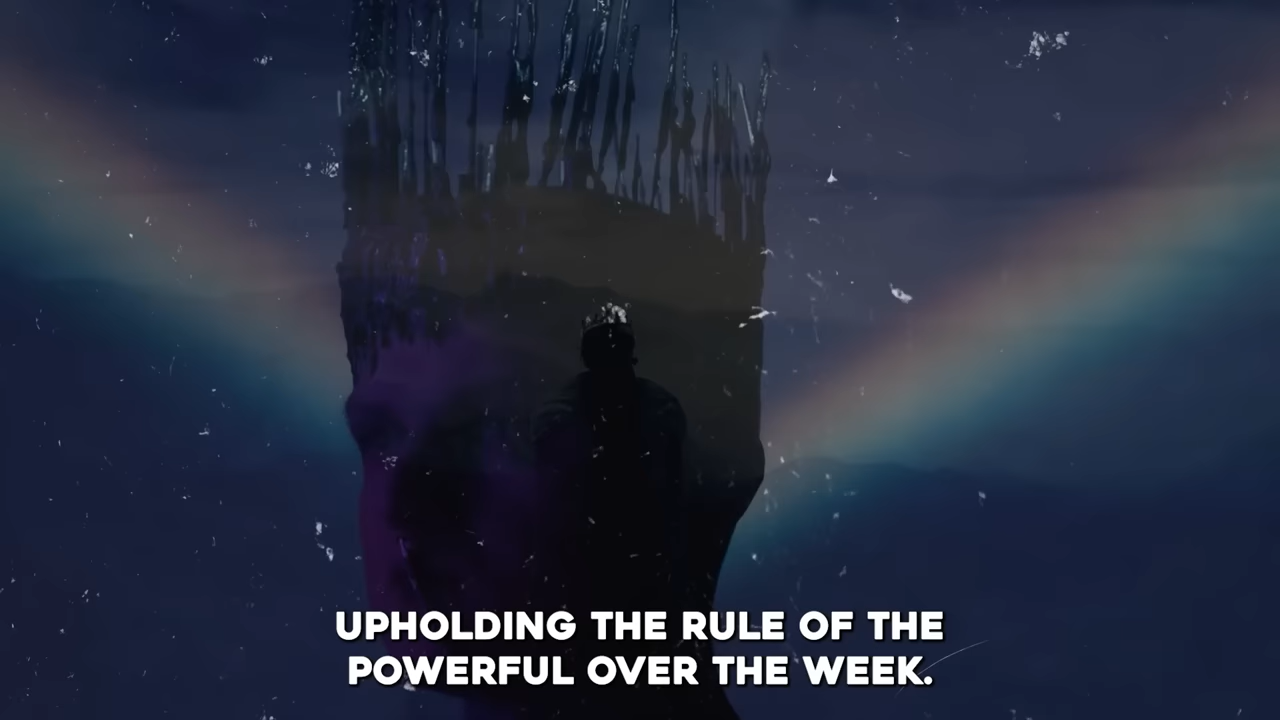 UPHOLDING THE RULE OF THE
POWERFUL OVER THE WEEK.